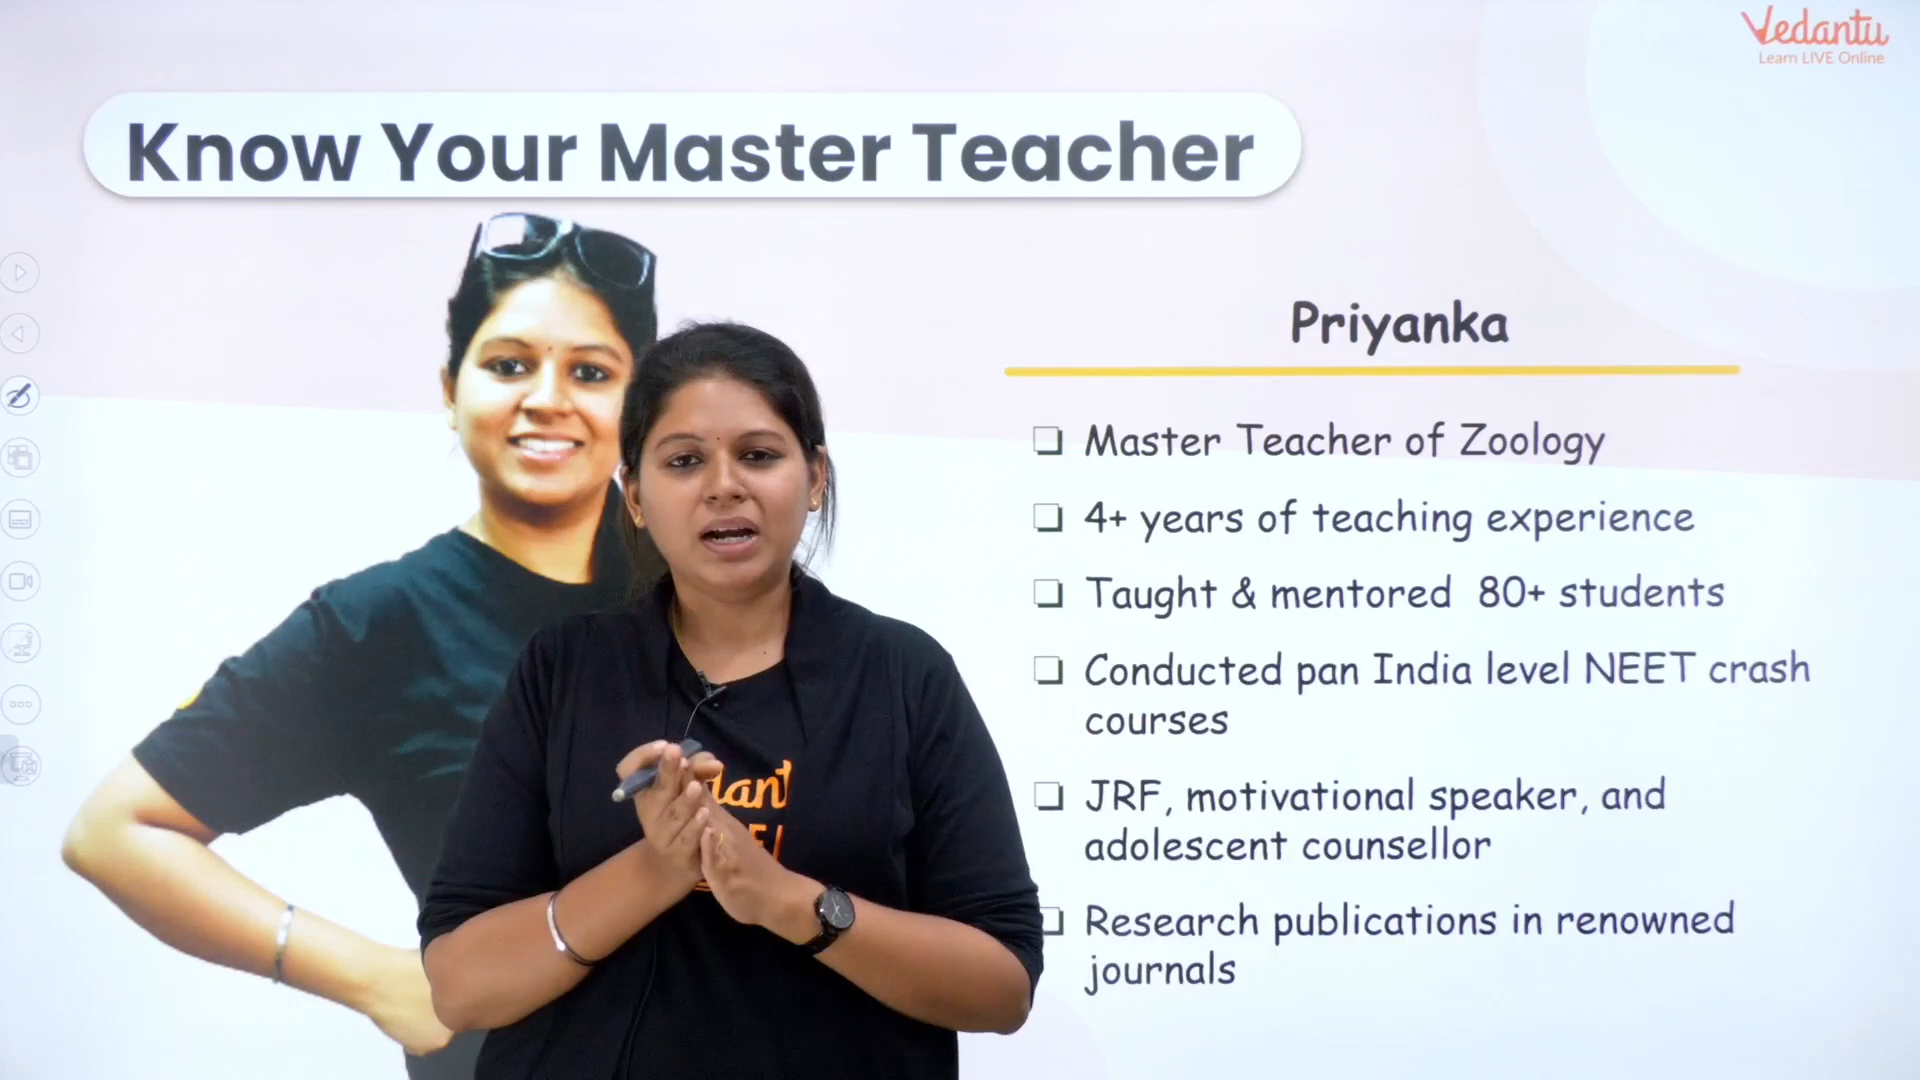 Vedantu
Learn LIVE Online
Know Your Master Teacher
Priyanka
Master Teacher of Zoology
4+ years of teaching experience
Taught & mentored 80+ students
Conducted pan India level NEET crash
courses
JRF, motivational speaker, and
adolescent counsellor
Research publications in renowned
journals